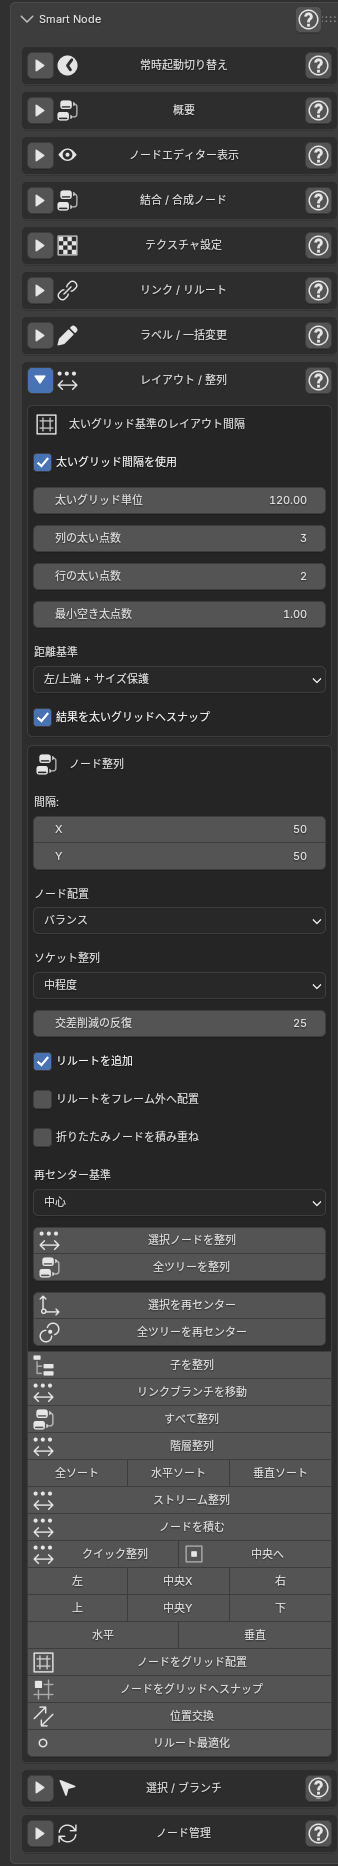 Smart Node
常時起動切り替え
概要
ノードエディター表示
結合 / 合成ノード
テクスチャ設定
リンク / リルート
ラベル / 一括変更
レイアウト / 整列
太いグリッド基準のレイアウト間隔
太いグリッド間隔を使用
太いグリッド単位 120.00
列の太い点数 3
行の太い点数 2
最小空き太点数 1.00
距離基準
左/上端 + サイズ保護
結果を太いグリッドへスナップ
ノード整列
間隔:
X 50
Y 50
ノード配置
バランス
ソケット整列
中程度
交差削減の反復 25
リルートを追加
リルートをフレーム外へ配置
折りたたみノードを積み重ね
再センター基準
中心
選択ノードを整列
全ツリーを整列
選択を再センター
全ツリーを再センター
子を整列
リンクブランチを移動
すべて整列
階層整列
全ソート 水平ソート 垂直ソート
ストリーム整列
ノードを積む
クイック整列 中央へ
左 中央X 右
上 中央Y 下
水平 垂直
ノードをグリッド配置
ノードをグリッドへスナップ
位置交換
リルート最適化
選択 / ブランチ
ノード管理